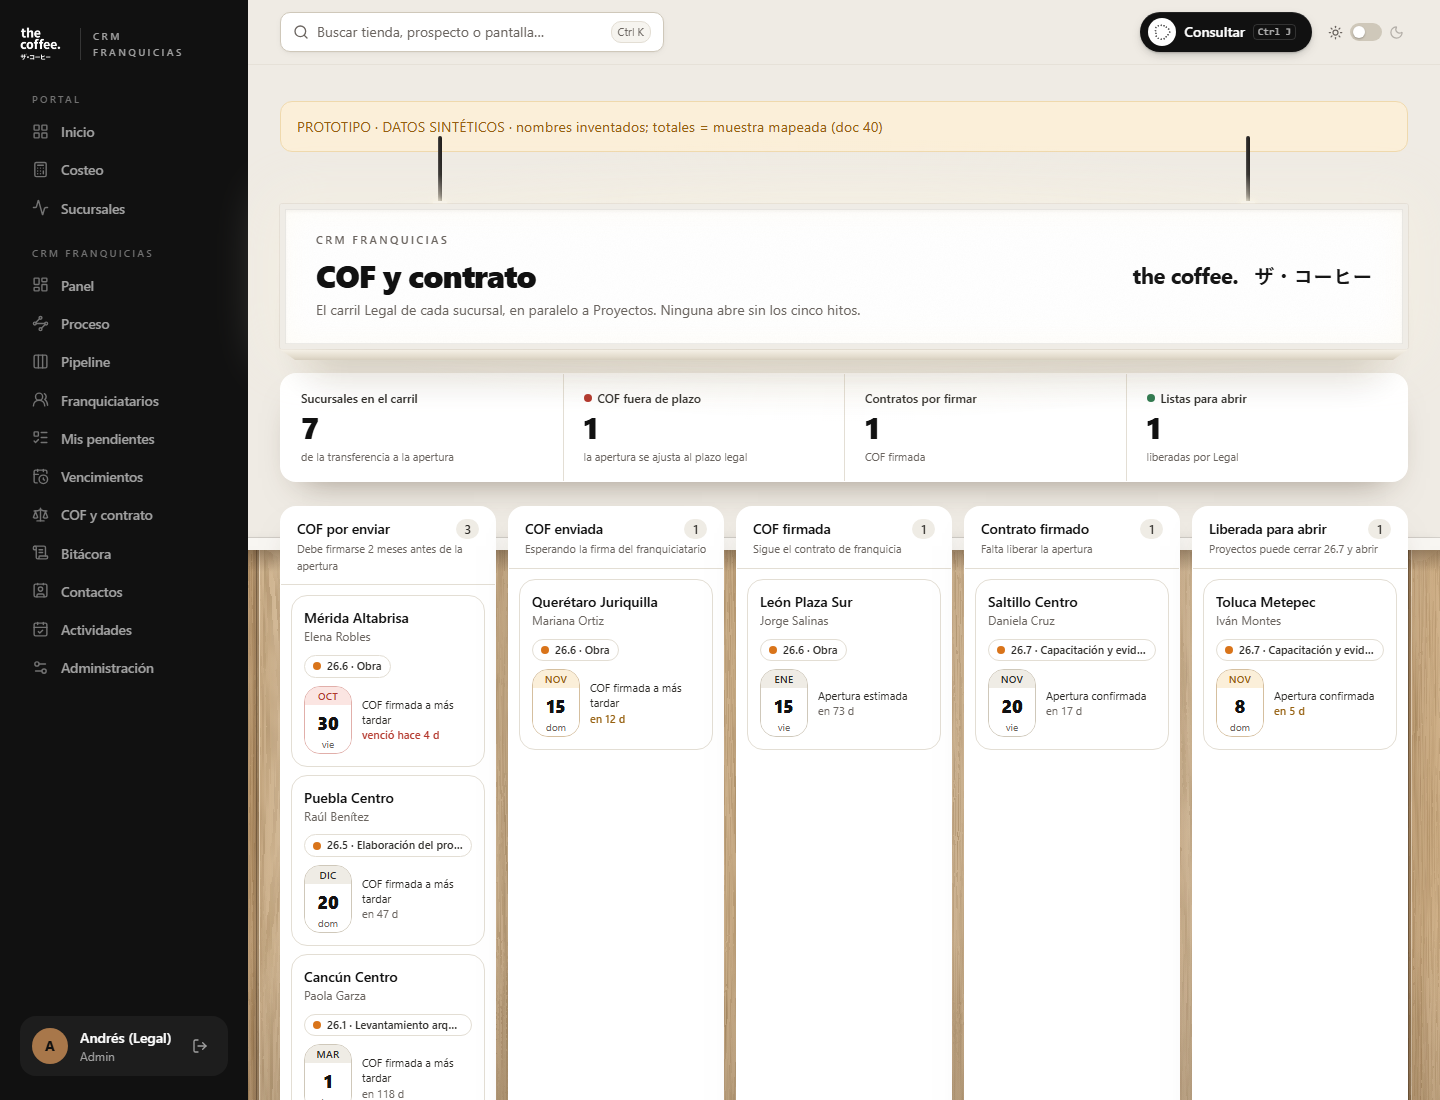 the
coffee.
ザ・コーヒー
CRM
FRANQUICIAS
PORTAL
Inicio
Costeo
Sucursales
CRM FRANQUICIAS
Panel
Proceso
Pipeline
Franquiciatarios
Mis pendientes
Vencimientos
COF y contrato
Bitácora
Contactos
Actividades
Administración
A
Andrés (Legal)
Admin
Buscar tienda, prospecto o pantalla...
Ctrl K
Consultar
Ctrl J
PROTOTIPO · DATOS SINTÉTICOS · nombres inventados; totales = muestra mapeada (doc 40)
CRM FRANQUICIAS
COF y contrato
El carril Legal de cada sucursal, en paralelo a Proyectos. Ninguna abre sin los cinco hitos.
the coffee. ザ・コーヒー
Sucursales en el carril
7
de la transferencia a la apertura
COF fuera de plazo
1
la apertura se ajusta al plazo legal
Contratos por firmar
1
COF firmada
Listas para abrir
1
liberadas por Legal
COF por enviar
3
Debe firmarse 2 meses antes de la
apertura
Mérida Altabrisa
Elena Robles
26.6 · Obra
OCT
30
vie
COF firmada a más
tardar
venció hace 4 d
Puebla Centro
Raúl Benítez
26.5 · Elaboración del pro...
DIC
20
dom
COF firmada a más
tardar
en 47 d
Cancún Centro
Paola Garza
26.1 · Levantamiento arq...
MAR
1
COF firmada a más
tardar
en 118 d
COF enviada
1
Esperando la firma del franquiciatario
Querétaro Juriquilla
Mariana Ortiz
26.6 · Obra
NOV
15
dom
COF firmada a más
tardar
en 12 d
COF firmada
1
Sigue el contrato de franquicia
León Plaza Sur
Jorge Salinas
26.6 · Obra
ENE
15
vie
Apertura estimada
en 73 d
Contrato firmado
1
Falta liberar la apertura
Saltillo Centro
Daniela Cruz
26.7 · Capacitación y evid...
NOV
20
vie
Apertura confirmada
en 17 d
Liberada para abrir
1
Proyectos puede cerrar 26.7 y abrir
Toluca Metepec
Iván Montes
26.7 · Capacitación y evid...
NOV
8
dom
Apertura confirmada
en 5 d